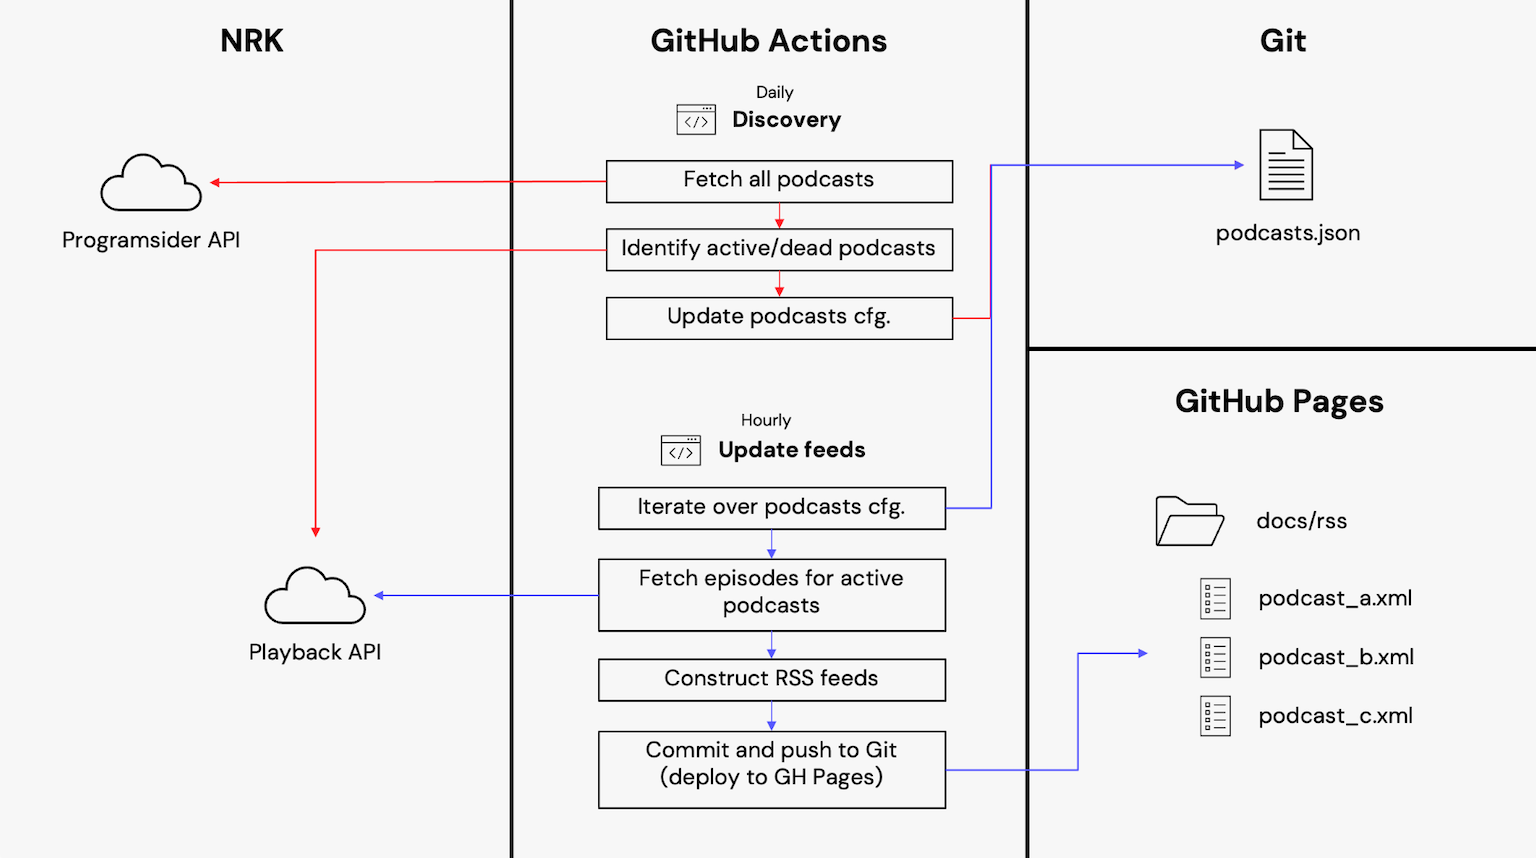 NRK
Programsider API
Playback API
GitHub Actions
Daily
</> Discovery
Fetch all podcasts
Identify active/dead podcasts
Update podcasts cfg.
Hourly
</> Update feeds
Iterate over podcasts cfg.
Fetch episodes for active
podcasts
Construct RSS feeds
Commit and push to Git
(deploy to GH Pages)
Git
podcasts.json
GitHub Pages
docs/rss
podcast_a.xml
podcast_b.xml
podcast_c.xml